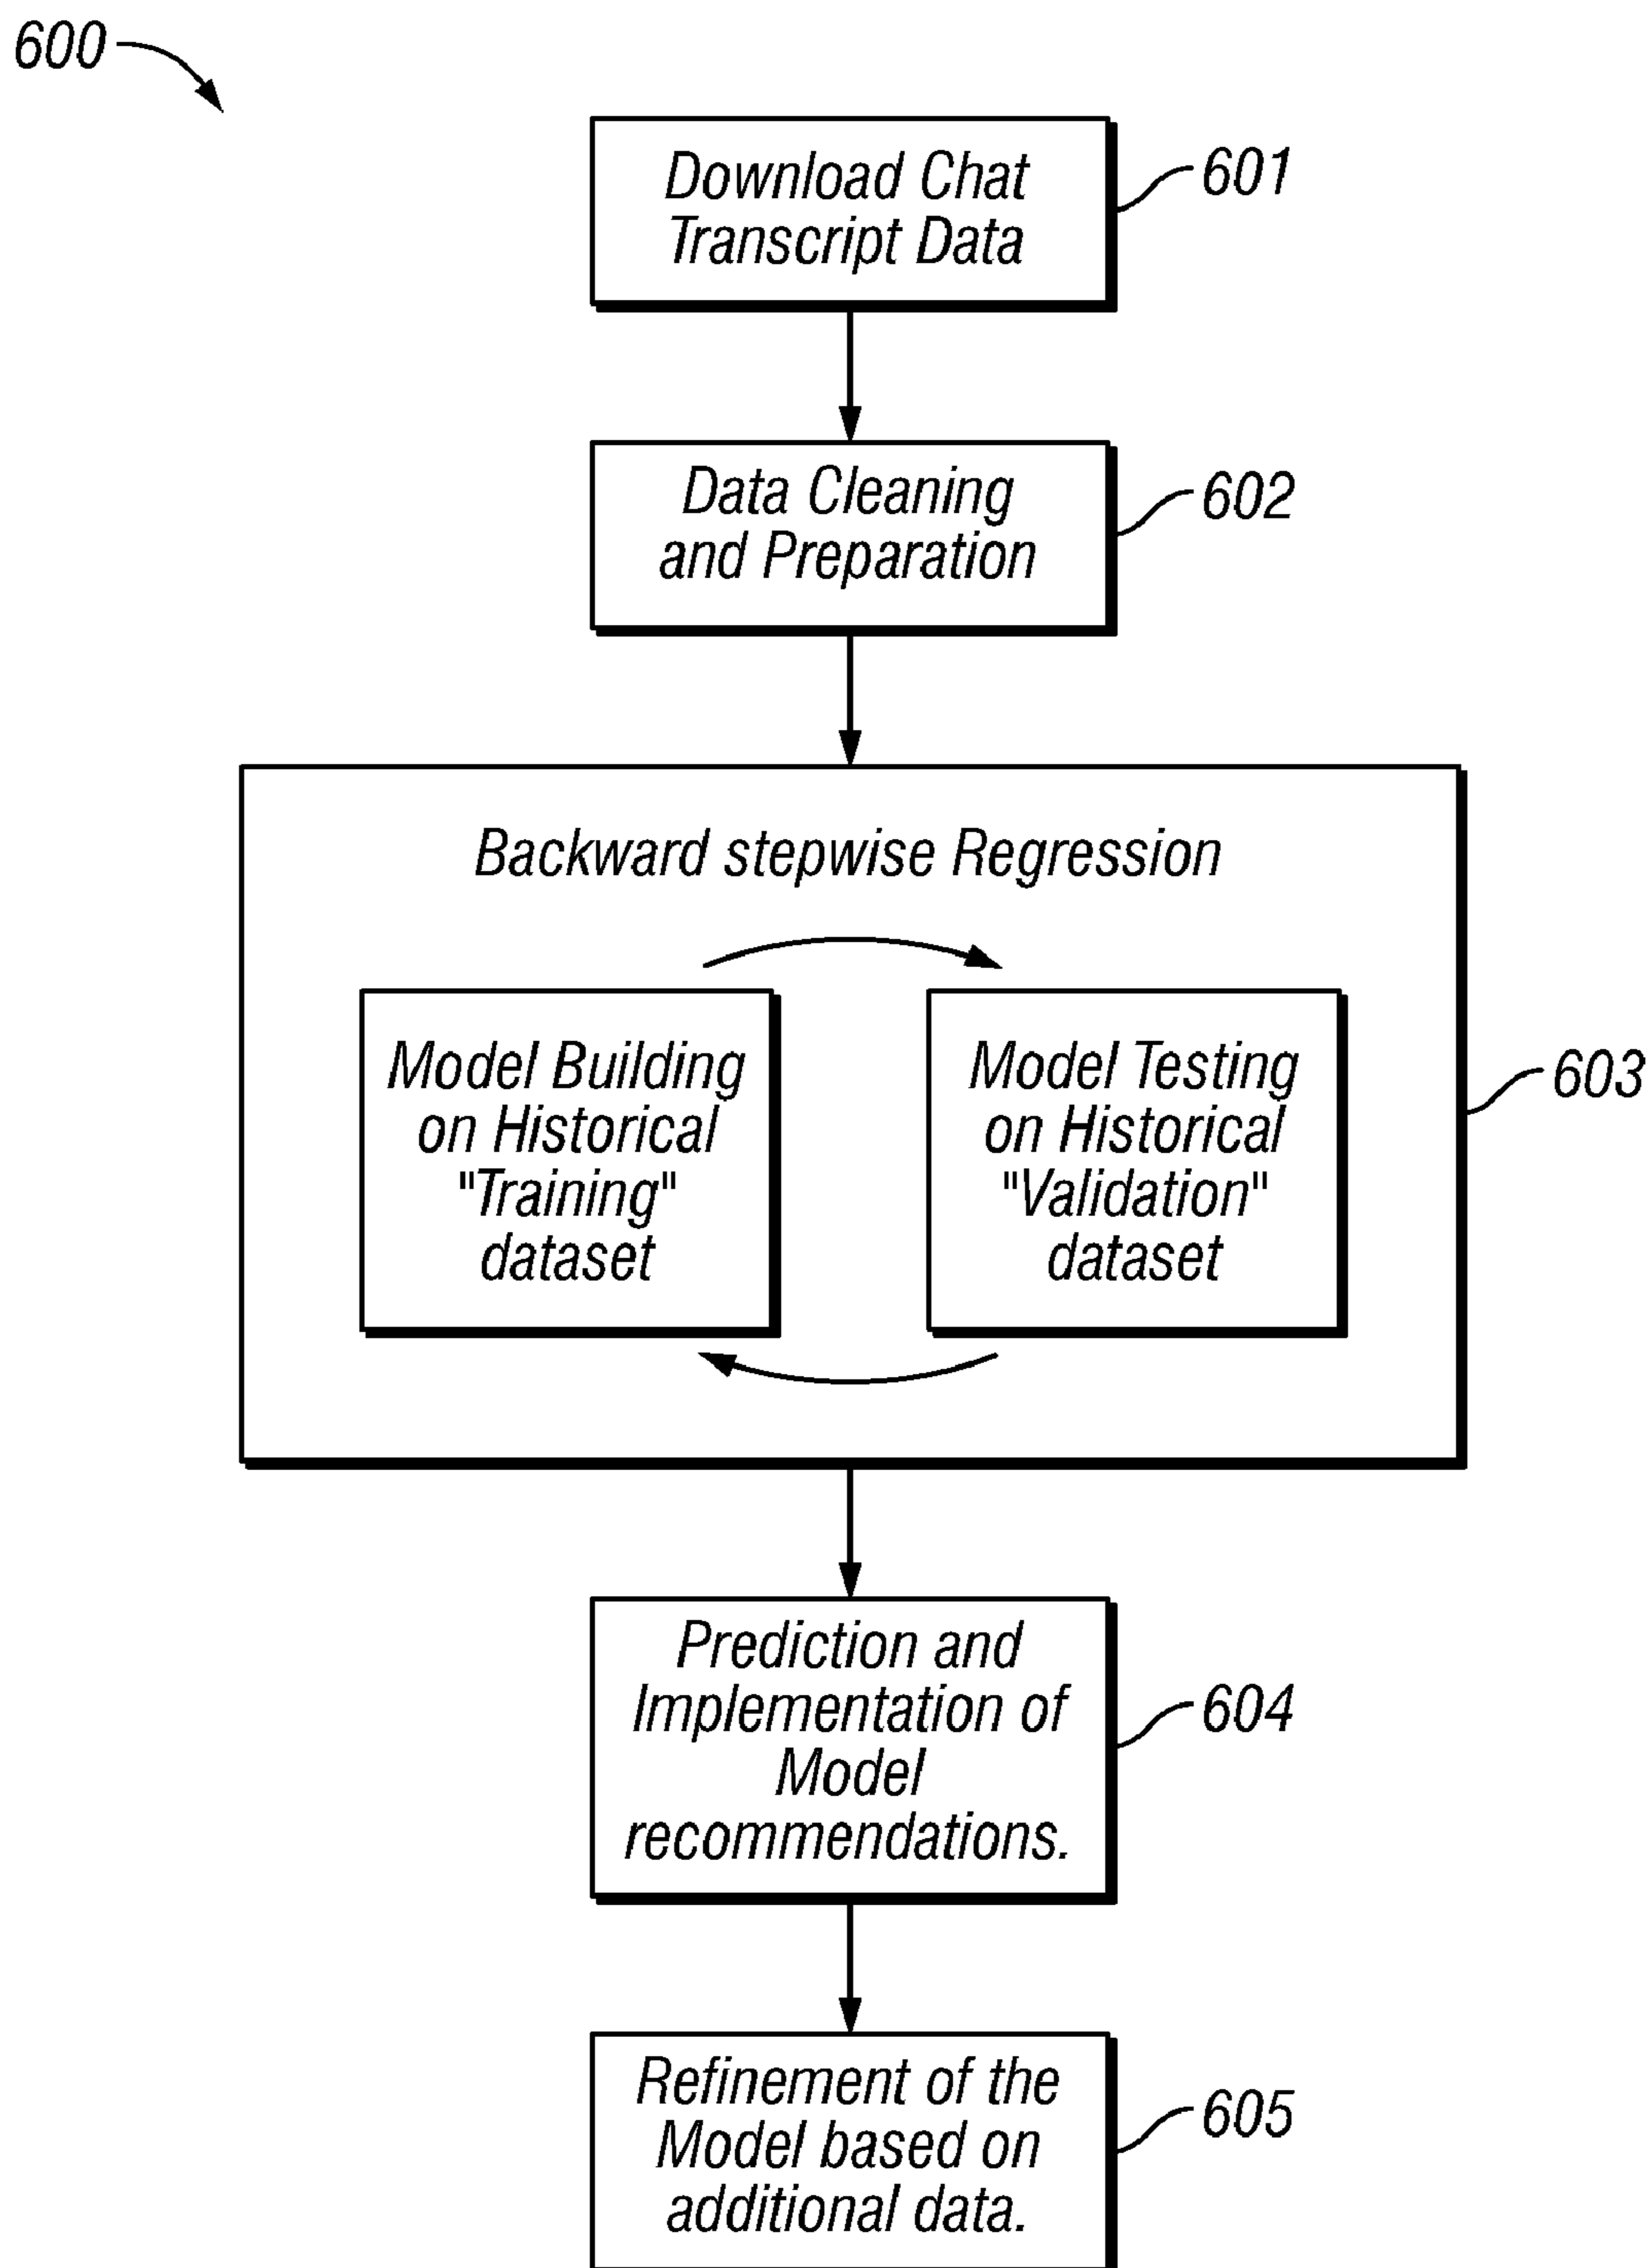 600
Download Chat
Transcript Data
601
Data Cleaning
and Preparation
602
Backward stepwise Regression
Model Building
on Historical
"Training"
dataset
Model Testing
on Historical
"Validation"
dataset
603
Prediction and
Implementation of
Model
recommendations.
604
Refinement of the
Model based on
additional data.
605